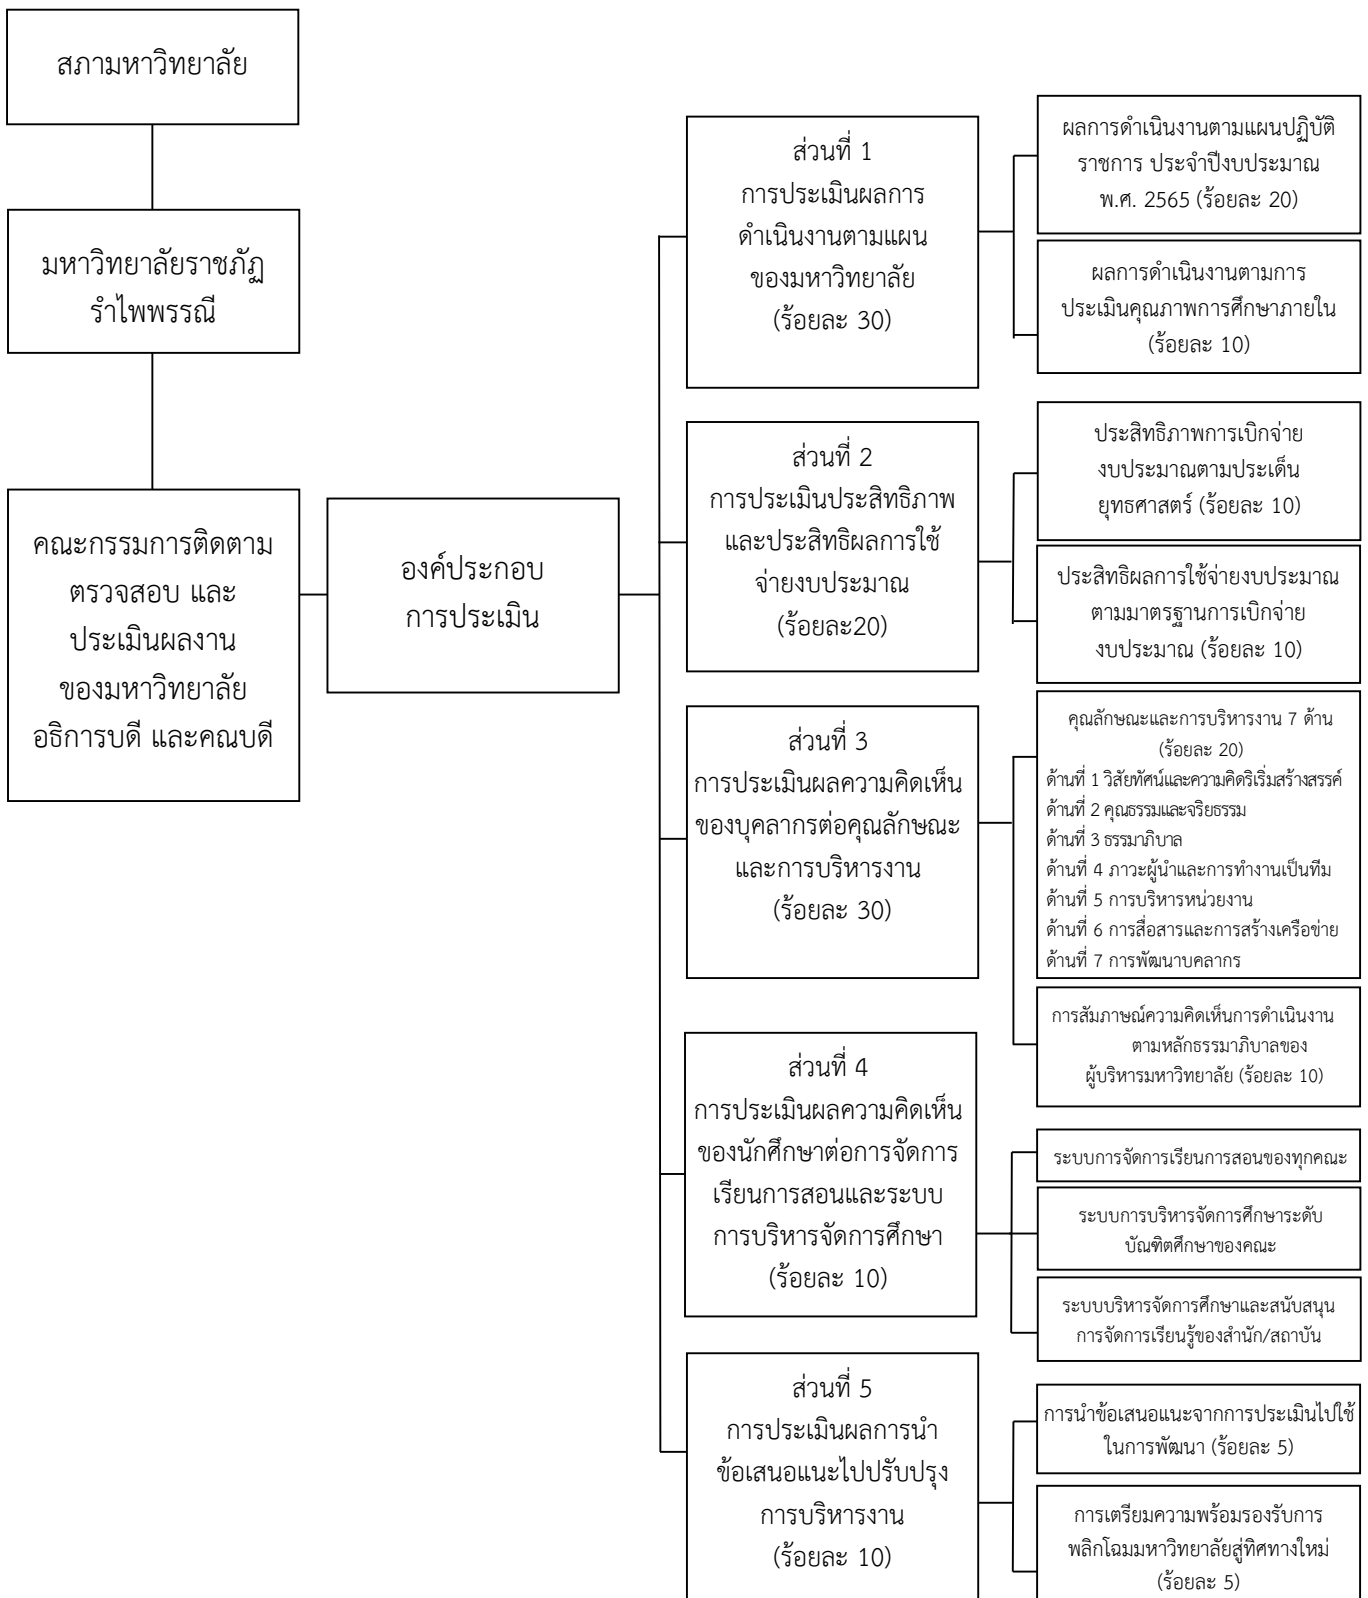 สภามหาวิทยาลัย
มหาวิทยาลัยราชภัฏ
รำไพพรรณี
คณะกรรมการติดตาม
ตรวจสอบ และ
ประเมินผลงาน
ของมหาวิทยาลัย
อธิการบดี และคณบดี
องค์ประกอบ
การประเมิน
ส่วนที่ 1
การประเมินผลการ
ดำเนินงานตามแผน
ของมหาวิทยาลัย
(ร้อยละ 30)
ผลการดำเนินงานตามแผนปฏิบัติ
ราชการ ประจำปีงบประมาณ
พ.ศ. 2565 (ร้อยละ 20)
ผลการดำเนินงานตามการ
ประเมินคุณภาพการศึกษาภายใน
(ร้อยละ 10)
ส่วนที่ 2
การประเมินประสิทธิภาพ
และประสิทธิผลการใช้
จ่ายงบประมาณ
(ร้อยละ20)
ประสิทธิภาพการเบิกจ่าย
งบประมาณตามประเด็น
ยุทธศาสตร์ (ร้อยละ 10)
ประสิทธิผลการใช้จ่ายงบประมาณ
ตามมาตรฐานการเบิกจ่าย
งบประมาณ (ร้อยละ 10)
ส่วนที่ 3
การประเมินผลความคิดเห็น
ของบุคลากรต่อคุณลักษณะ
และการบริหารงาน
(ร้อยละ 30)
คุณลักษณะและการบริหารงาน 7 ด้าน
(ร้อยละ 20)
ด้านที่ 1 วิสัยทัศน์และความคิดริเริ่มสร้างสรรค์
ด้านที่ 2 คุณธรรมและจริยธรรม
ด้านที่ 3 ธรรมาภิบาล
ด้านที่ 4 ภาวะผู้นำและการทำงานเป็นทีม
ด้านที่ 5 การบริหารหน่วยงาน
ด้านที่ 6 การสื่อสารและการสร้างเครือข่าย
ด้านที่ 7 การพัฒนาบคลากร
การสัมภาษณ์ความคิดเห็นการดำเนินงาน
ตามหลักธรรมาภิบาลของ
ผู้บริหารมหาวิทยาลัย (ร้อยละ 10)
ส่วนที่ 4
การประเมินผลความคิดเห็น
ของนักศึกษาต่อการจัดการ
เรียนการสอนและระบบ
การบริหารจัดการศึกษา
(ร้อยละ 10)
ระบบการจัดการเรียนการสอนของทุกคณะ
ระบบการบริหารจัดการศึกษาระดับ
บัณฑิตศึกษาของคณะ
ระบบบริหารจัดการศึกษาและสนับสนุน
การจัดการเรียนรู้ของสำนัก/สถาบัน
ส่วนที่ 5
การประเมินผลการนำ
ข้อเสนอแนะไปปรับปรุง
การบริหารงาน
(ร้อยละ 10)
การนำข้อเสนอแนะจากการประเมินไปใช้
ในการพัฒนา (ร้อยละ 5)
การเตรียมความพร้อมรองรับการ
พลิกโฉมมหาวิทยาลัยสู่ทิศทางใหม่
(ร้อยละ 5)